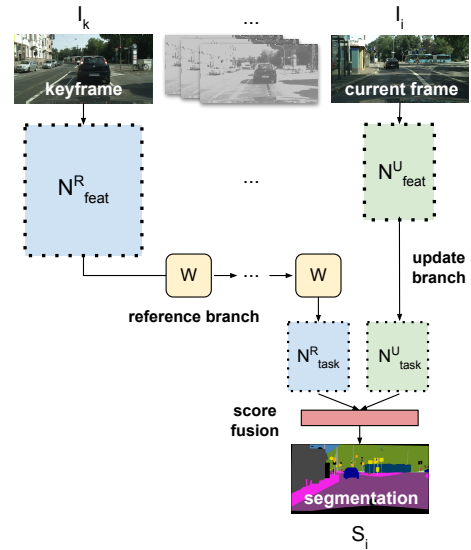 I_k
...
I_i
keyframe
current frame
N^R_feat
...
N^U_feat
W
...
W
update
branch
reference branch
N^R_task
N^U_task
score
fusion
segmentation
S_i